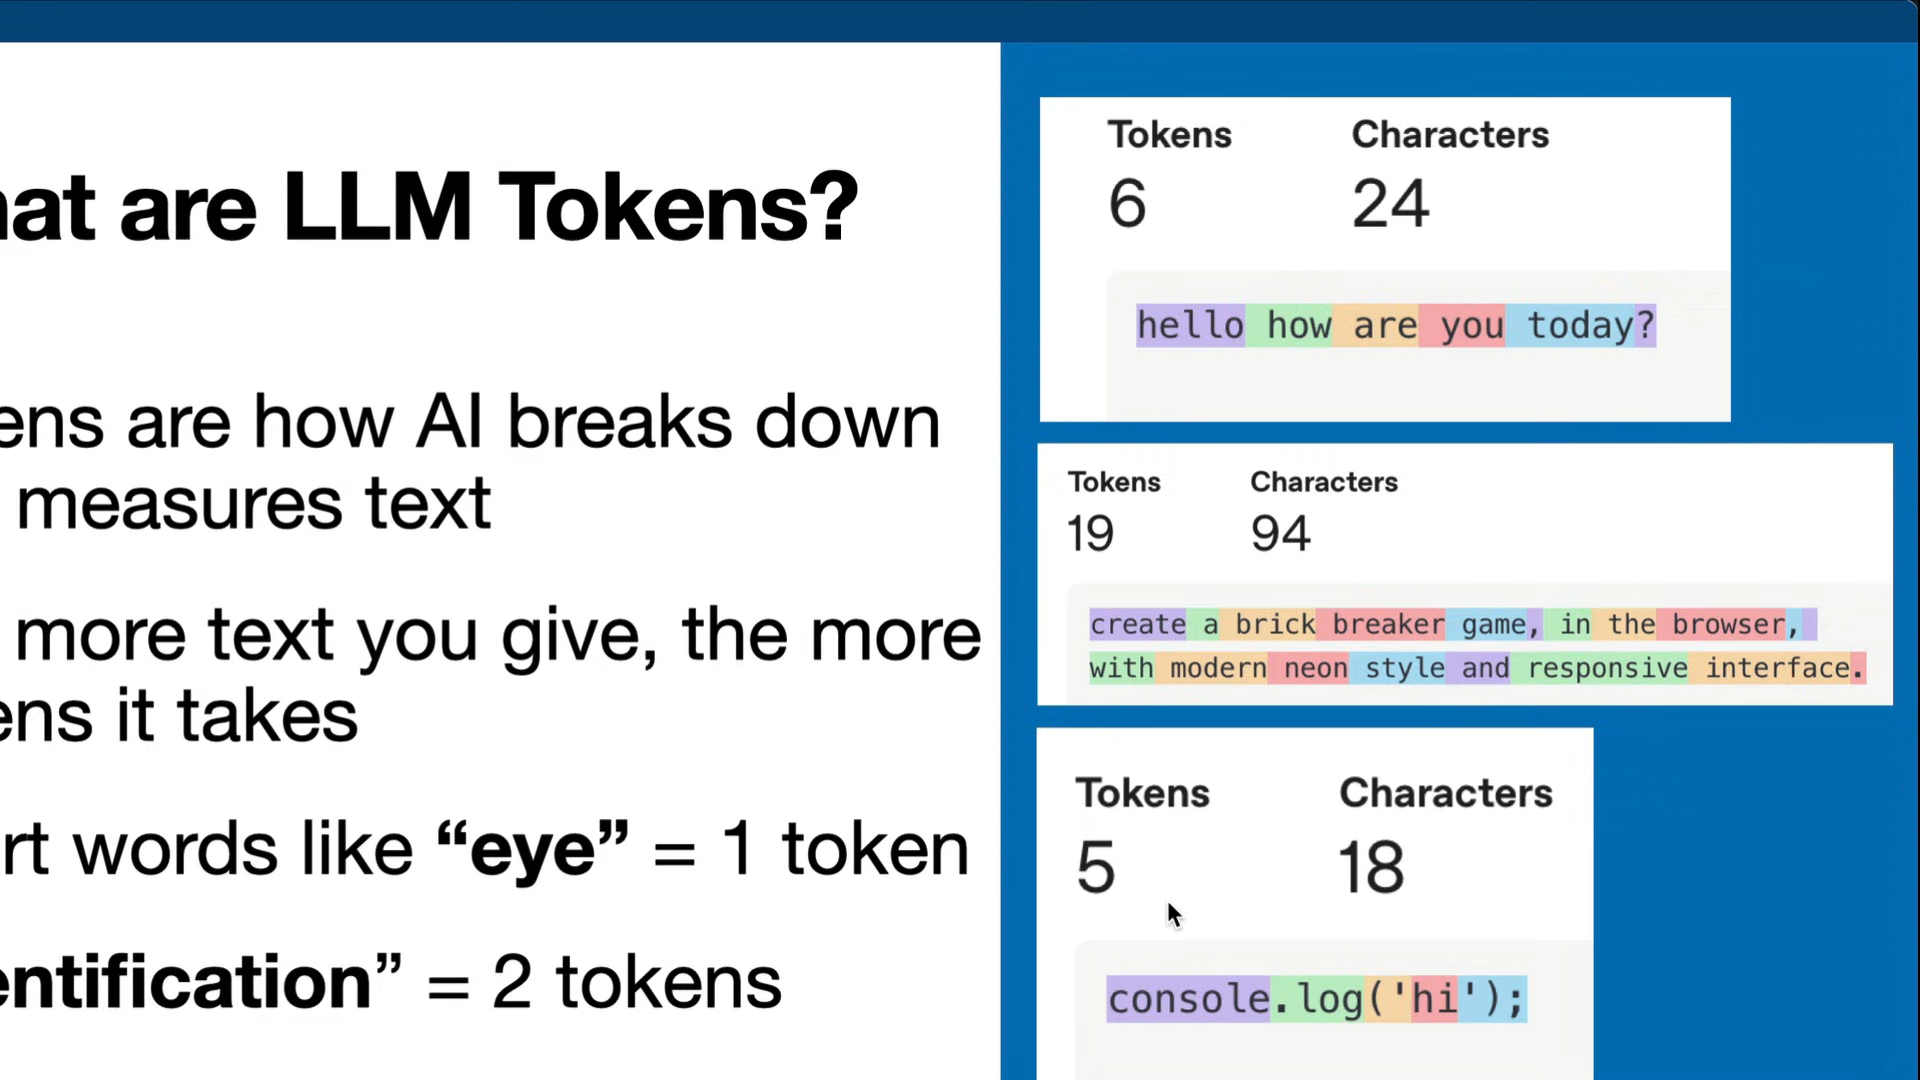 hat are LLM Tokens?
ens are how AI breaks down
measures text
more text you give, the more
ens it takes
rt words like “eye” = 1 token
entification” = 2 tokens
Tokens Characters
6 24
hello how are you today?
Tokens Characters
19 94
create a brick breaker game, in the browser,
with modern neon style and responsive interface.
Tokens Characters
5 18
console.log('hi');